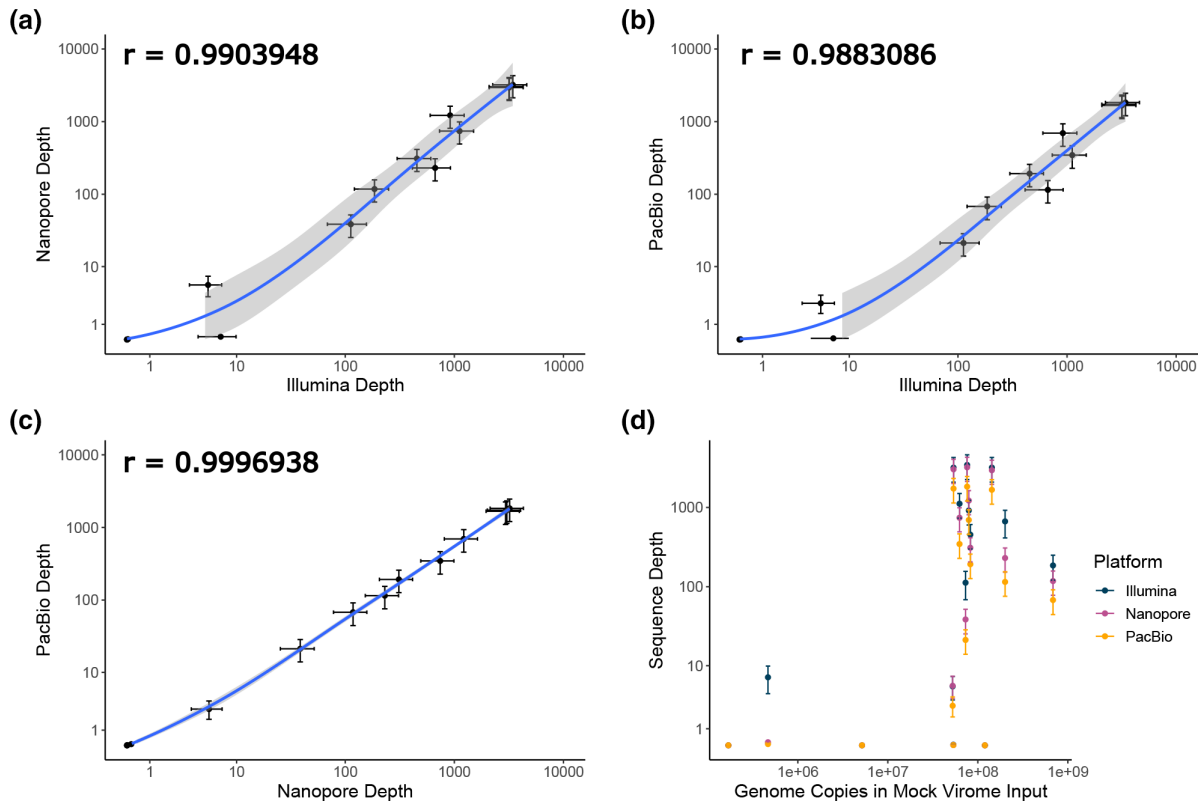 (a)
r = 0.9903948
Nanopore Depth
10000
1000
100
10
1
1 10 100 1000 10000
Illumina Depth
(b)
r = 0.9883086
PacBio Depth
10000
1000
100
10
1
1 10 100 1000 10000
Illumina Depth
(c)
r = 0.9996938
PacBio Depth
10000
1000
100
10
1
1 10 100 1000 10000
Nanopore Depth
(d)
Sequence Depth
1000
100
10
1
1e+06 1e+07 1e+08 1e+09
Genome Copies in Mock Virome Input
Platform
Illumina
Nanopore
PacBio